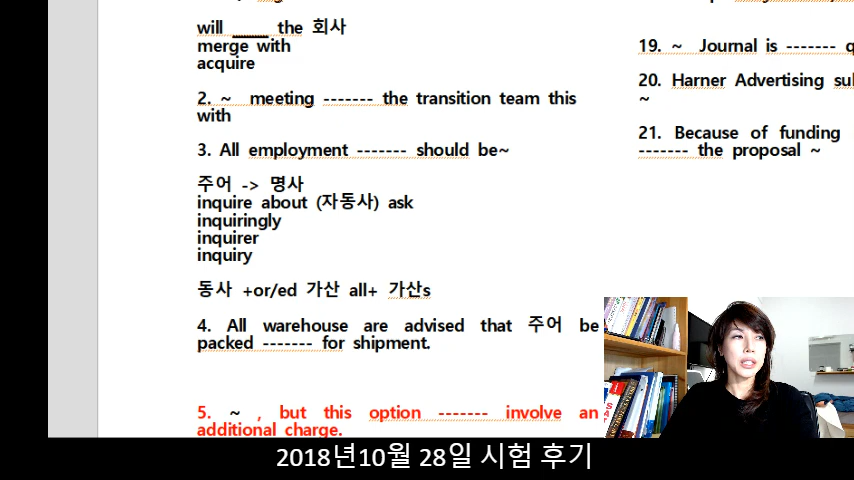 will ______ the 회사
merge with
acquire
2. ~ meeting ------- the transition team this
with
3. All employment ------- should be~
주어 -> 명사
inquire about (자동사) ask
inquiringly
inquirer
inquiry
동사 +or/ed 가산 all+ 가산s
4. All warehouse are advised that 주어 be
packed ------- for shipment.
5. ~ , but this option ------- involve an
additional charge.
19. ~ Journal is ------- q
20. Harner Advertising sul
~
21. Because of funding
------- the proposal ~
2018년10월 28일 시험 후기